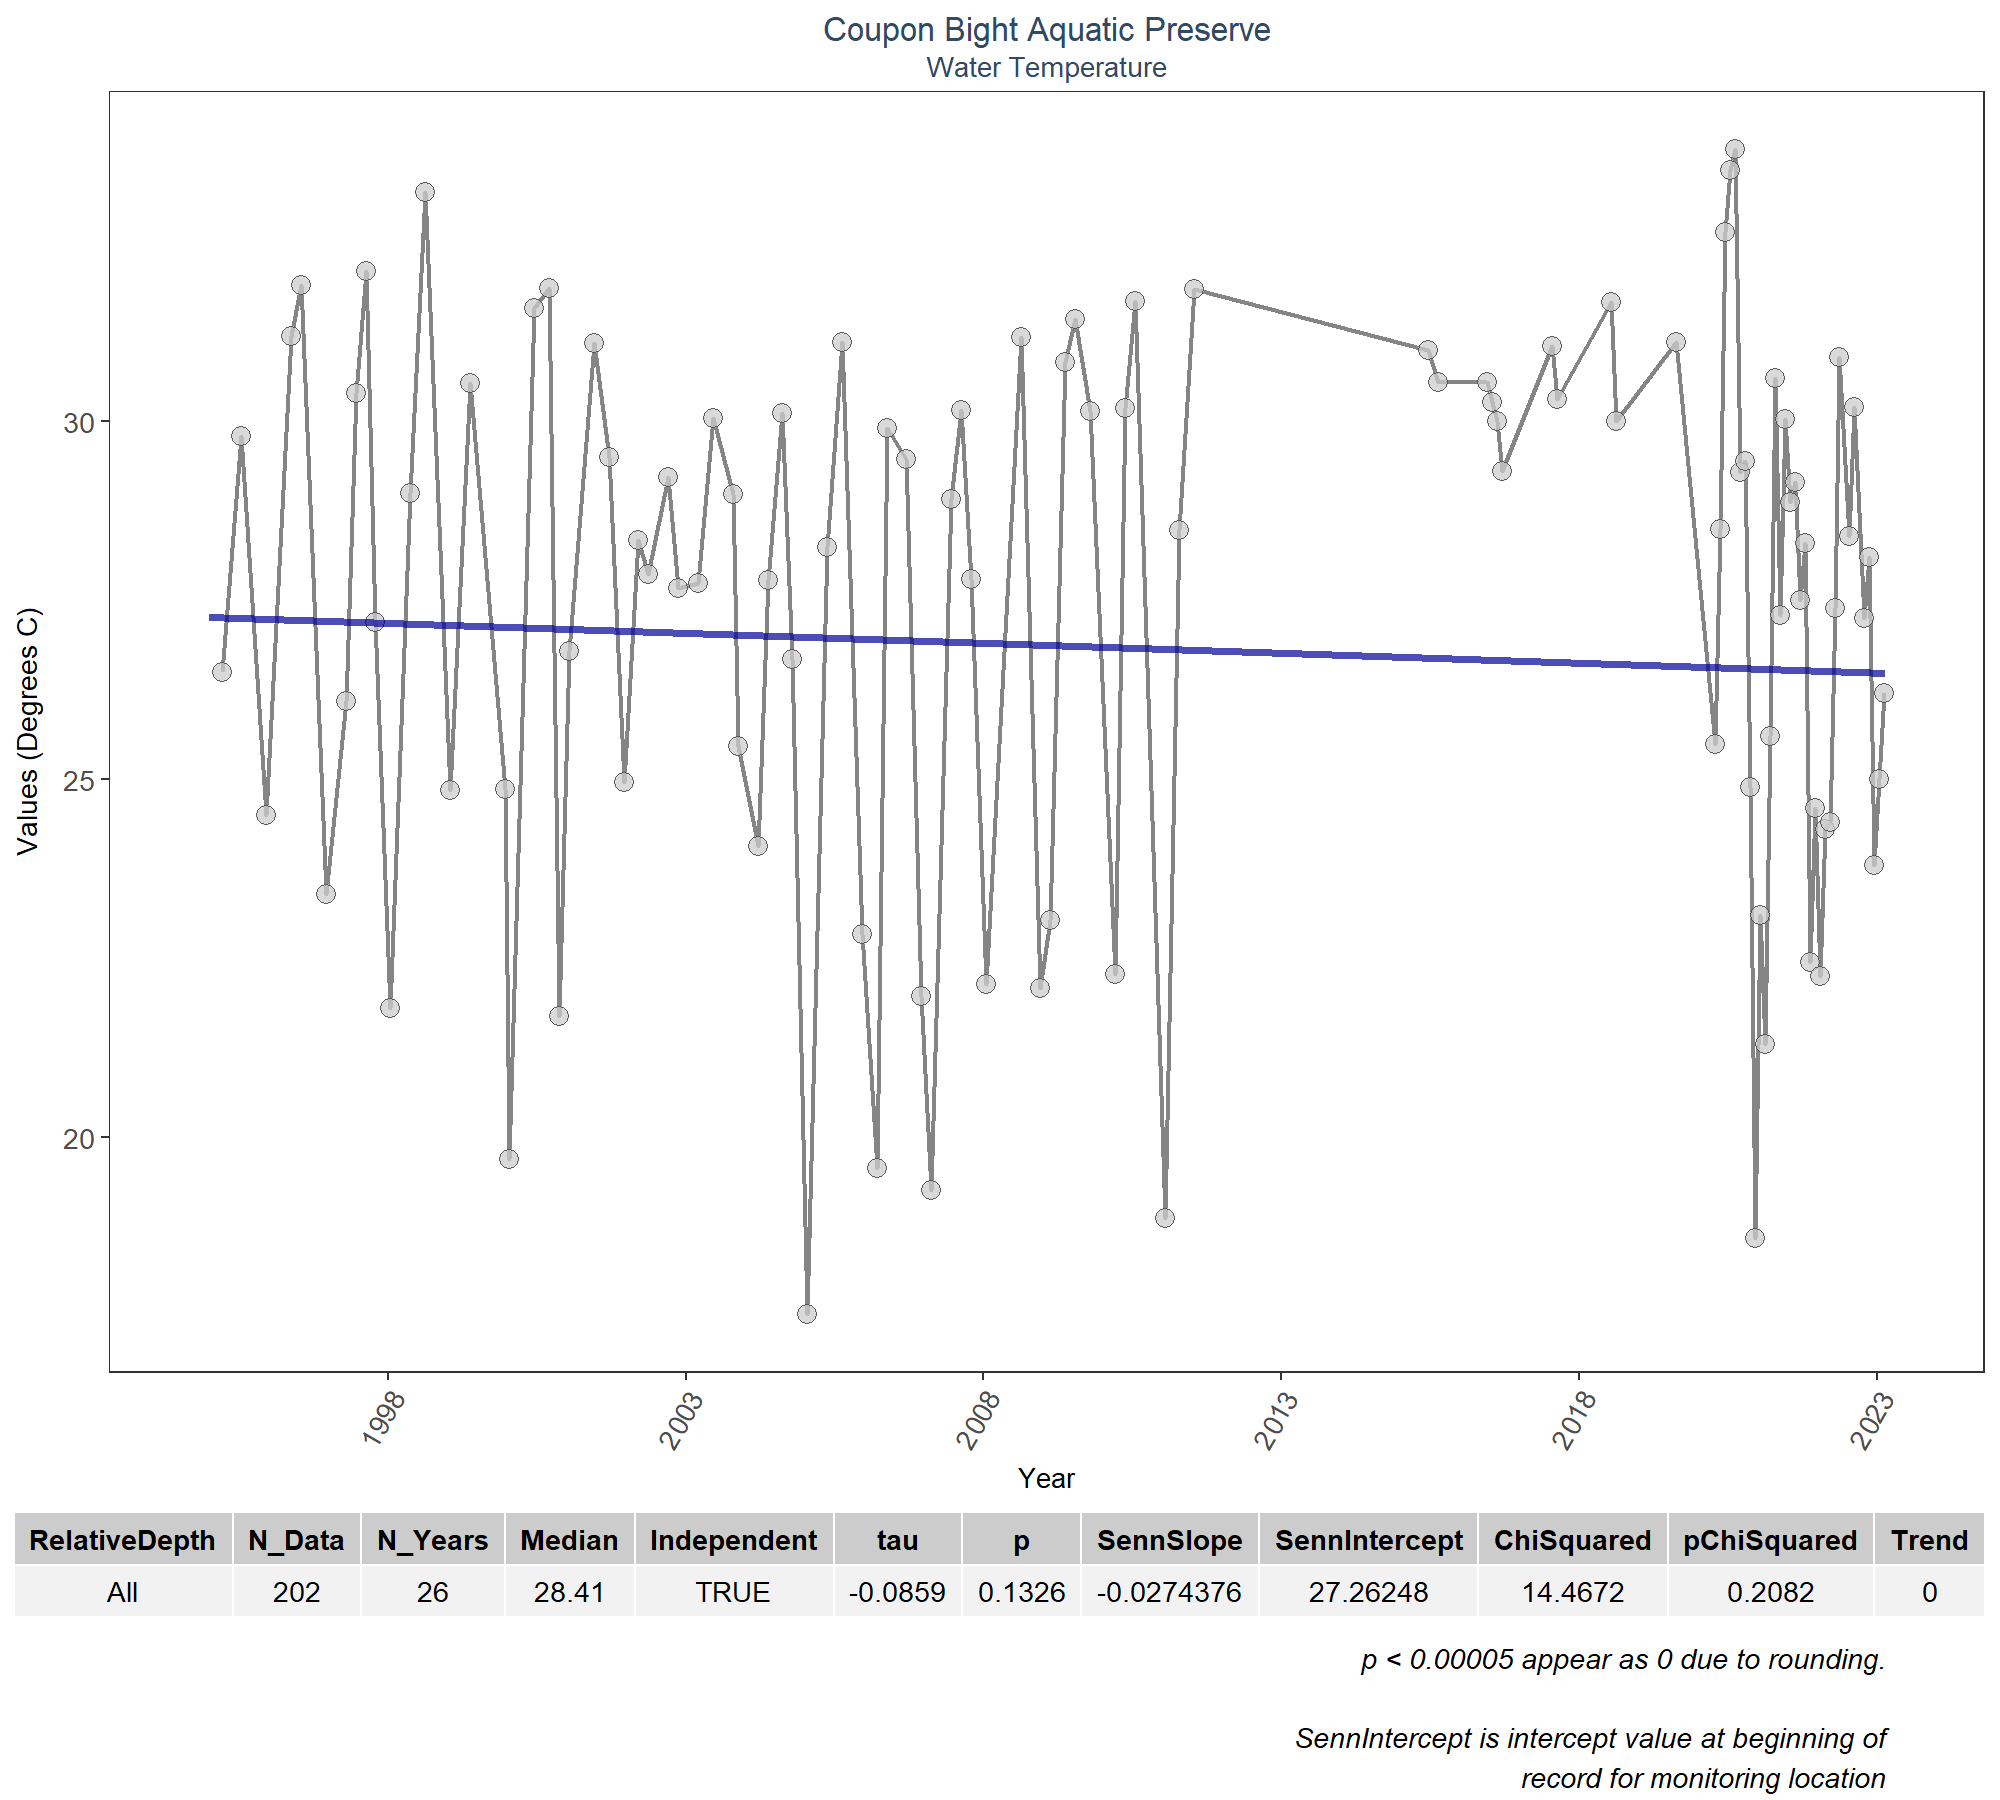 Coupon Bight Aquatic Preserve
Water Temperature
Values (Degrees C)
30
25
20
1998
2003
2008
2013
2018
2023
Year
RelativeDepth N_Data N_Years Median Independent tau p SennSlope SennIntercept ChiSquared pChiSquared Trend
All 202 26 28.41 TRUE -0.0859 0.1326 -0.0274376 27.26248 14.4672 0.2082 0
p < 0.00005 appear as 0 due to rounding.
SennIntercept is intercept value at beginning of
record for monitoring location